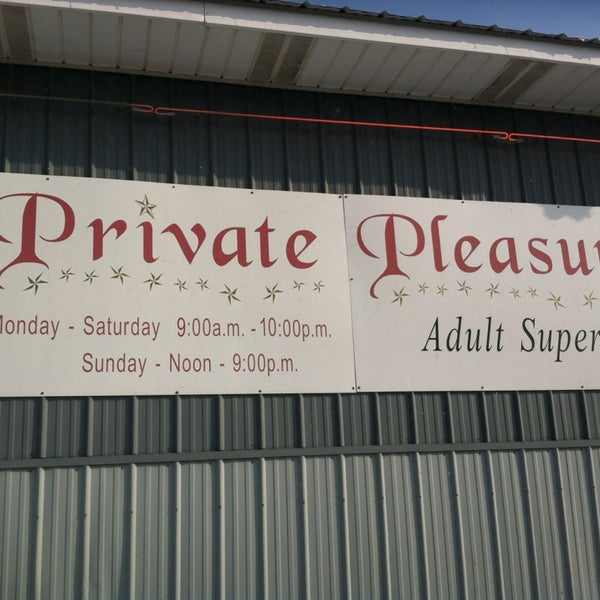 Private
Monday - Saturday 9:00a.m. - 10:00p.m.
Sunday - Noon - 9:00p.m.
Pleasu
Adult Super